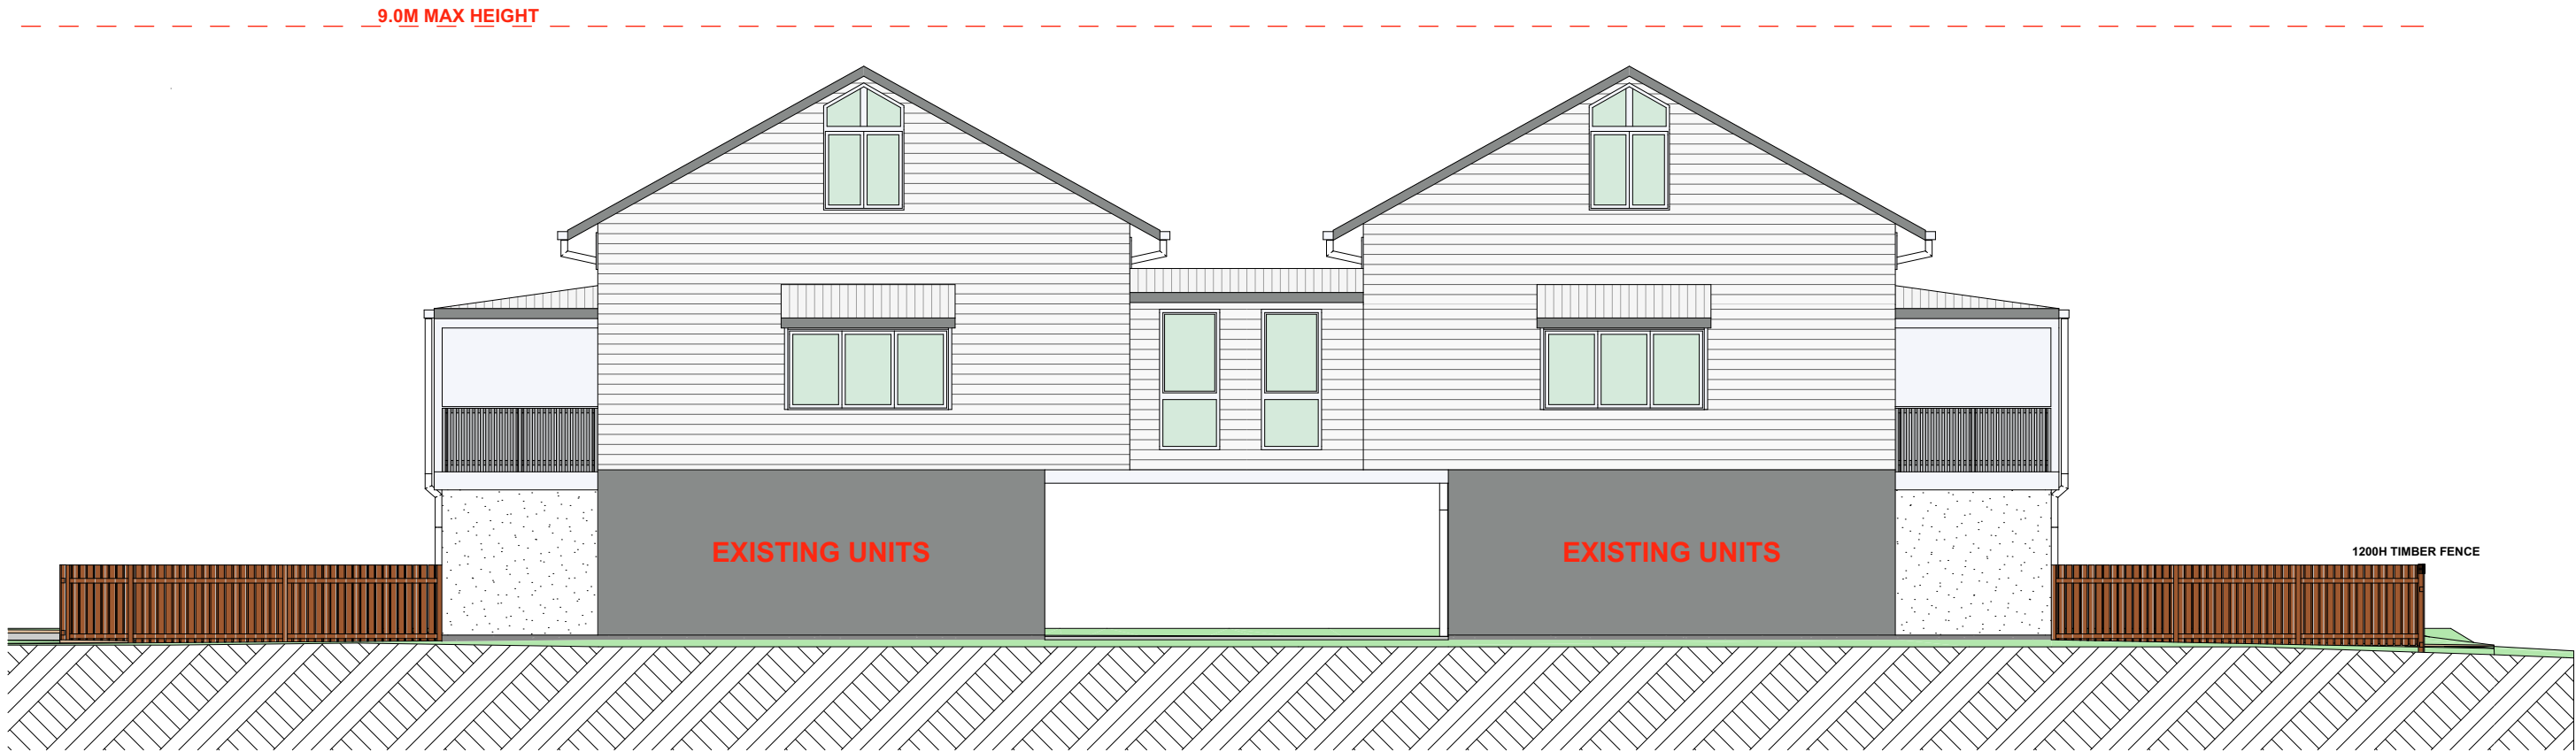 9.0M MAX HEIGHT
EXISTING UNITS
EXISTING UNITS
1200H TIMBER FENCE